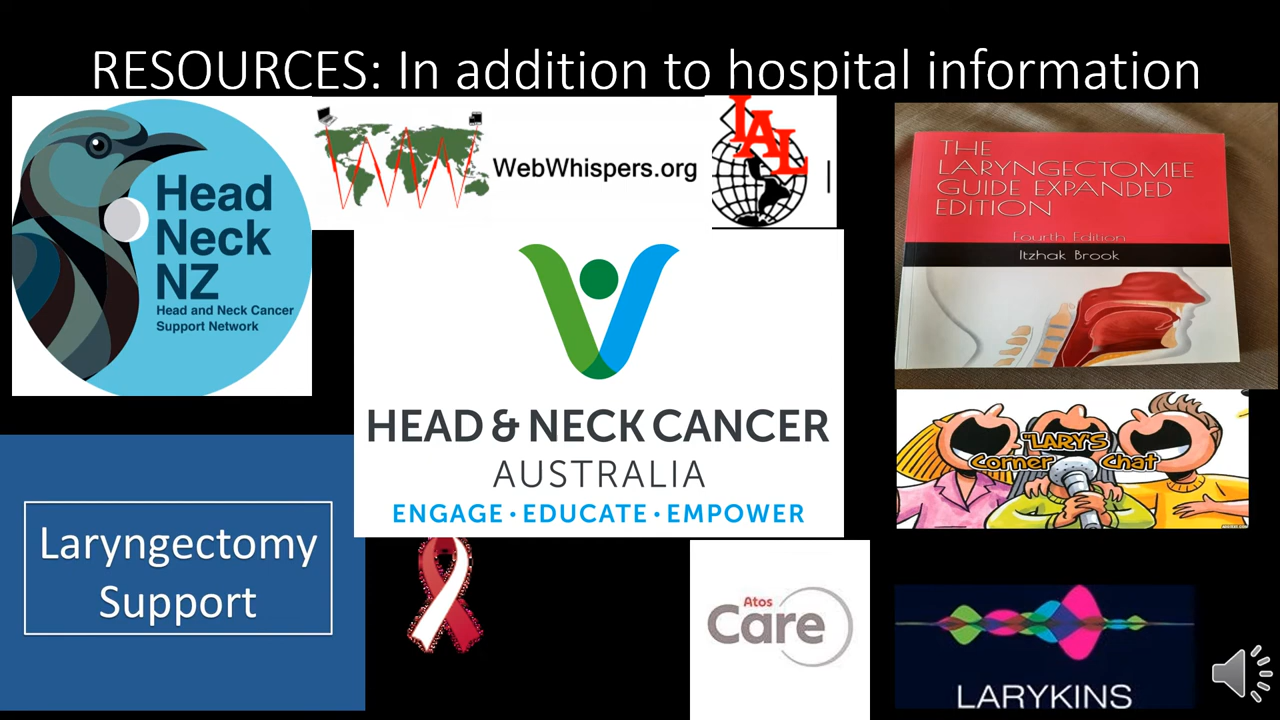 RESOURCES: In addition to hospital information
Head
Neck
NZ
Head and Neck Cancer
Support Network
WebWhispers.org
IAL
THE
LARYNGECTOMEE
GUIDE EXPANDED
EDITION
Fourth Edition
Itzhak Brook
HEAD & NECK CANCER
AUSTRALIA
ENGAGE · EDUCATE · EMPOWER
"LARY'S
Corner Chat
Laryngectomy
Support
Atos
Care
LARYKINS